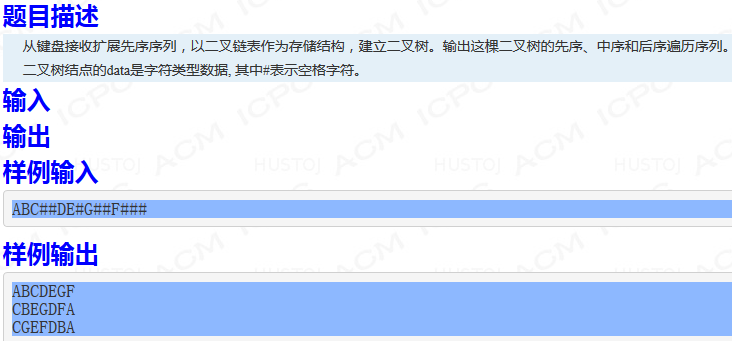 题目描述
从键盘接收扩展先序序列，以二叉链表作为存储结构，建立二叉树。输出这棵二叉树的先序、中序和后序遍历序列。
二叉树结点的data是字符类型数据, 其中#表示空格字符。
输入
输出
样例输入
ABC##DE#G##F###
样例输出
ABCDEGF
CBEGDFA
CGEFDBA
HUSTOJ
ACM ICPC